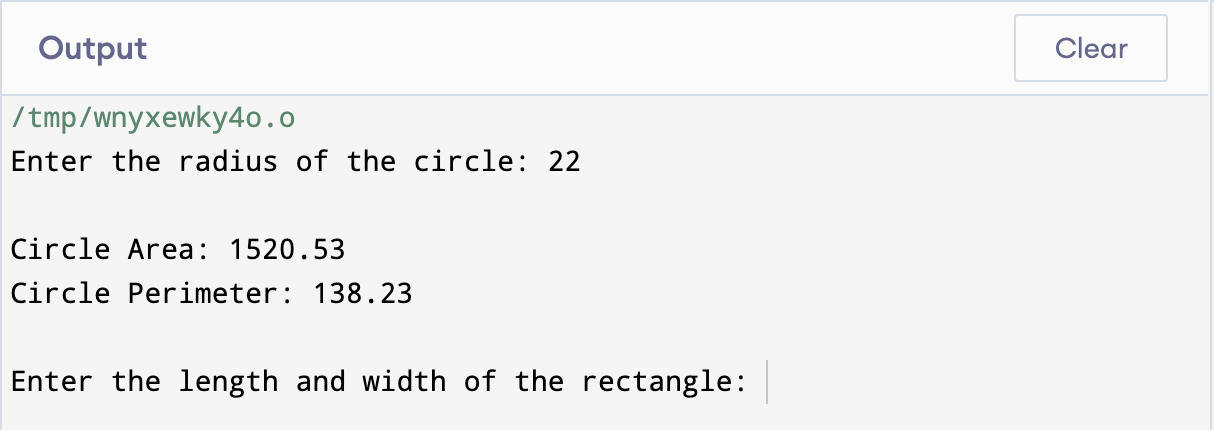 Output
Clear
/tmp/wnyxewky4o.o
Enter the radius of the circle: 22
Circle Area: 1520.53
Circle Perimeter: 138.23
Enter the length and width of the rectangle: